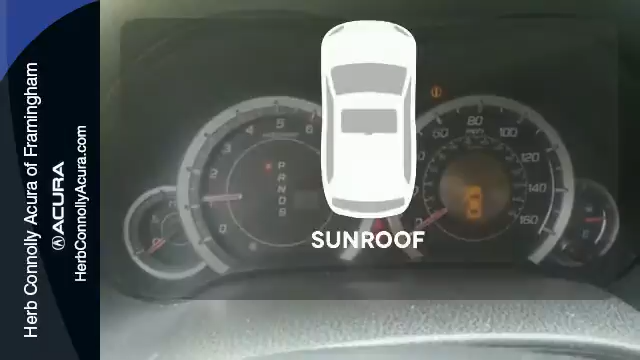 Herb Connolly Acura of Framingham
ACURA
HerbConnollyAcura.com
SUNROOF
P
R
N
D
S
0
2
3
4
5
6
60
80
MPH
100
120
140
160